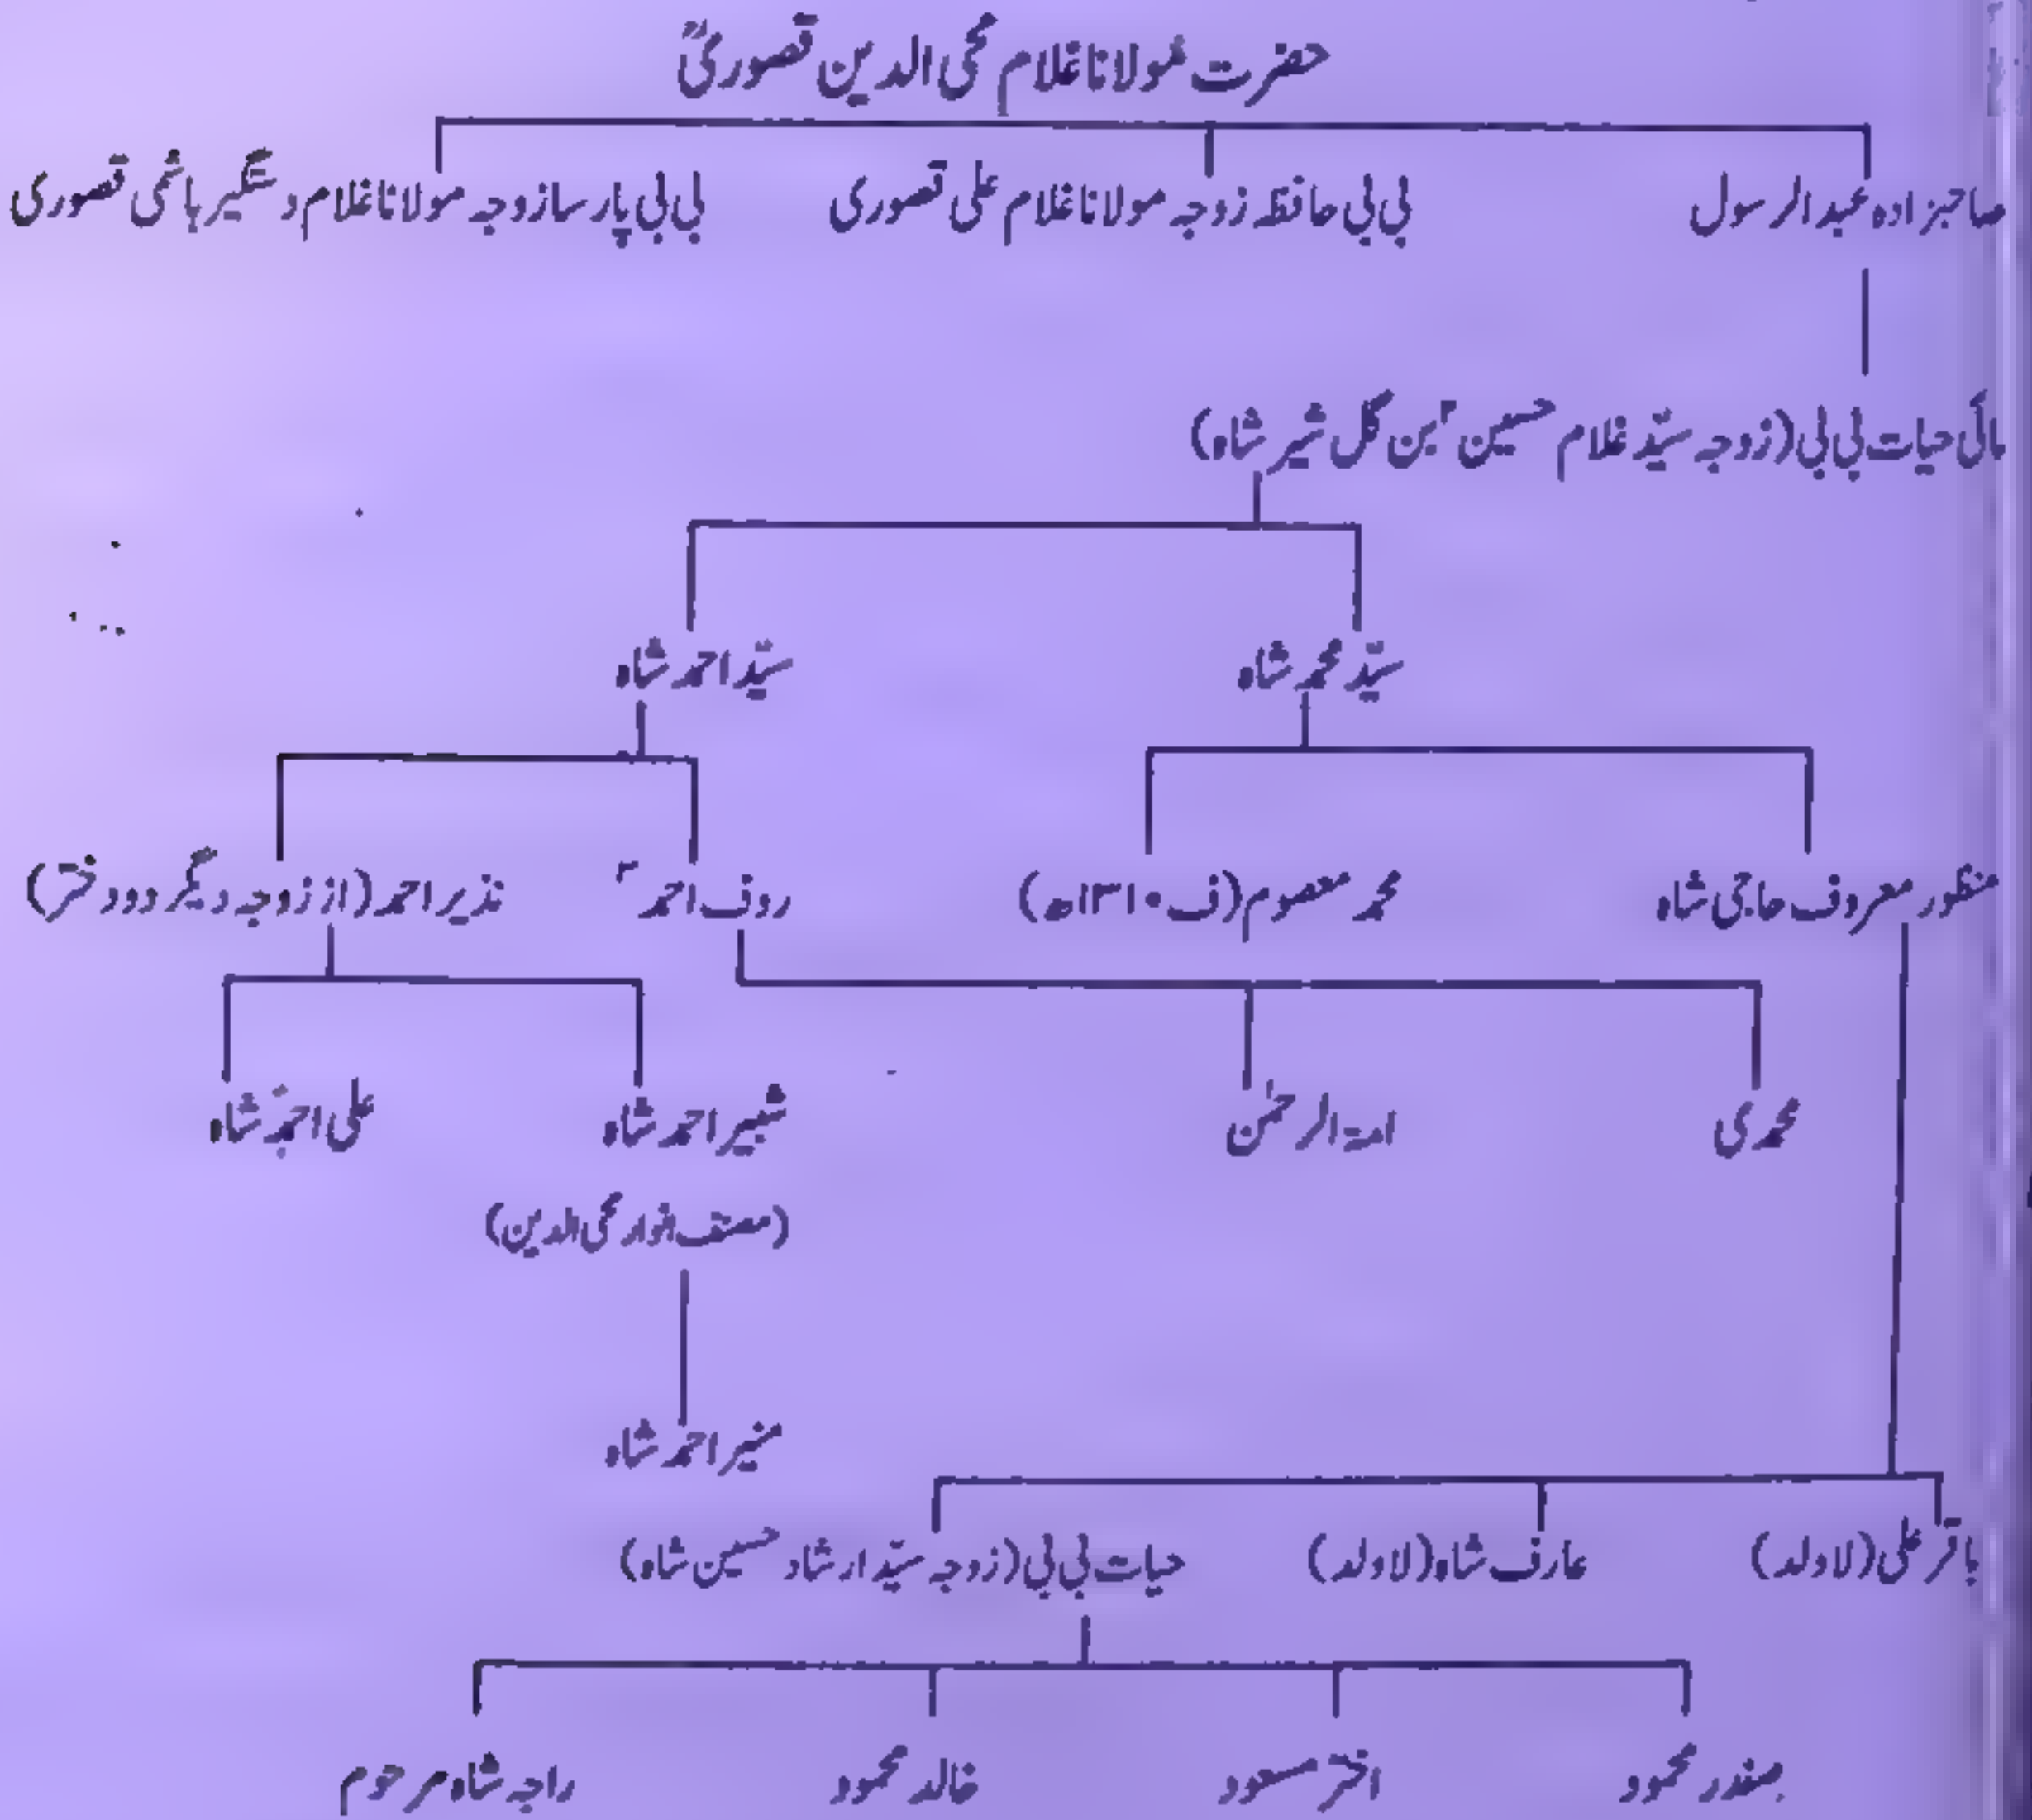 حضرت مولانا غلام محی الدین قصوریؒ
صاحبزادہ عبدالرسول بی بی حافظہ زوجہ مولانا غلام علی قصوری بی بی پارسا زوجہ مولانا غلام دستگیر ہاشمی قصوری
مائی حیات بی بی (زوجہ سیّد غلام حسین بن گل شیر شاہ)
سیّد محمد شاہ سیّد احمد شاہ
منظور معروف حاجی شاہ محمد معصوم (ف ۱۳۱۰ھ) روف احمد نذیر احمد (از زوجہ دیگر دو دختر)
محمدی امۃ الرحمٰن شبیر احمد شاہ علی احمد شاہ
(مصنف انوار محی الدین)
منیر احمد شاہ
باقر علی (لاولد) عارف شاہ (لاولد) حیات بی بی (زوجہ سیّد ارشاد حسین شاہ)
صفدر محمود اختر مسعود خالد محمود راجہ شاہ مرحوم